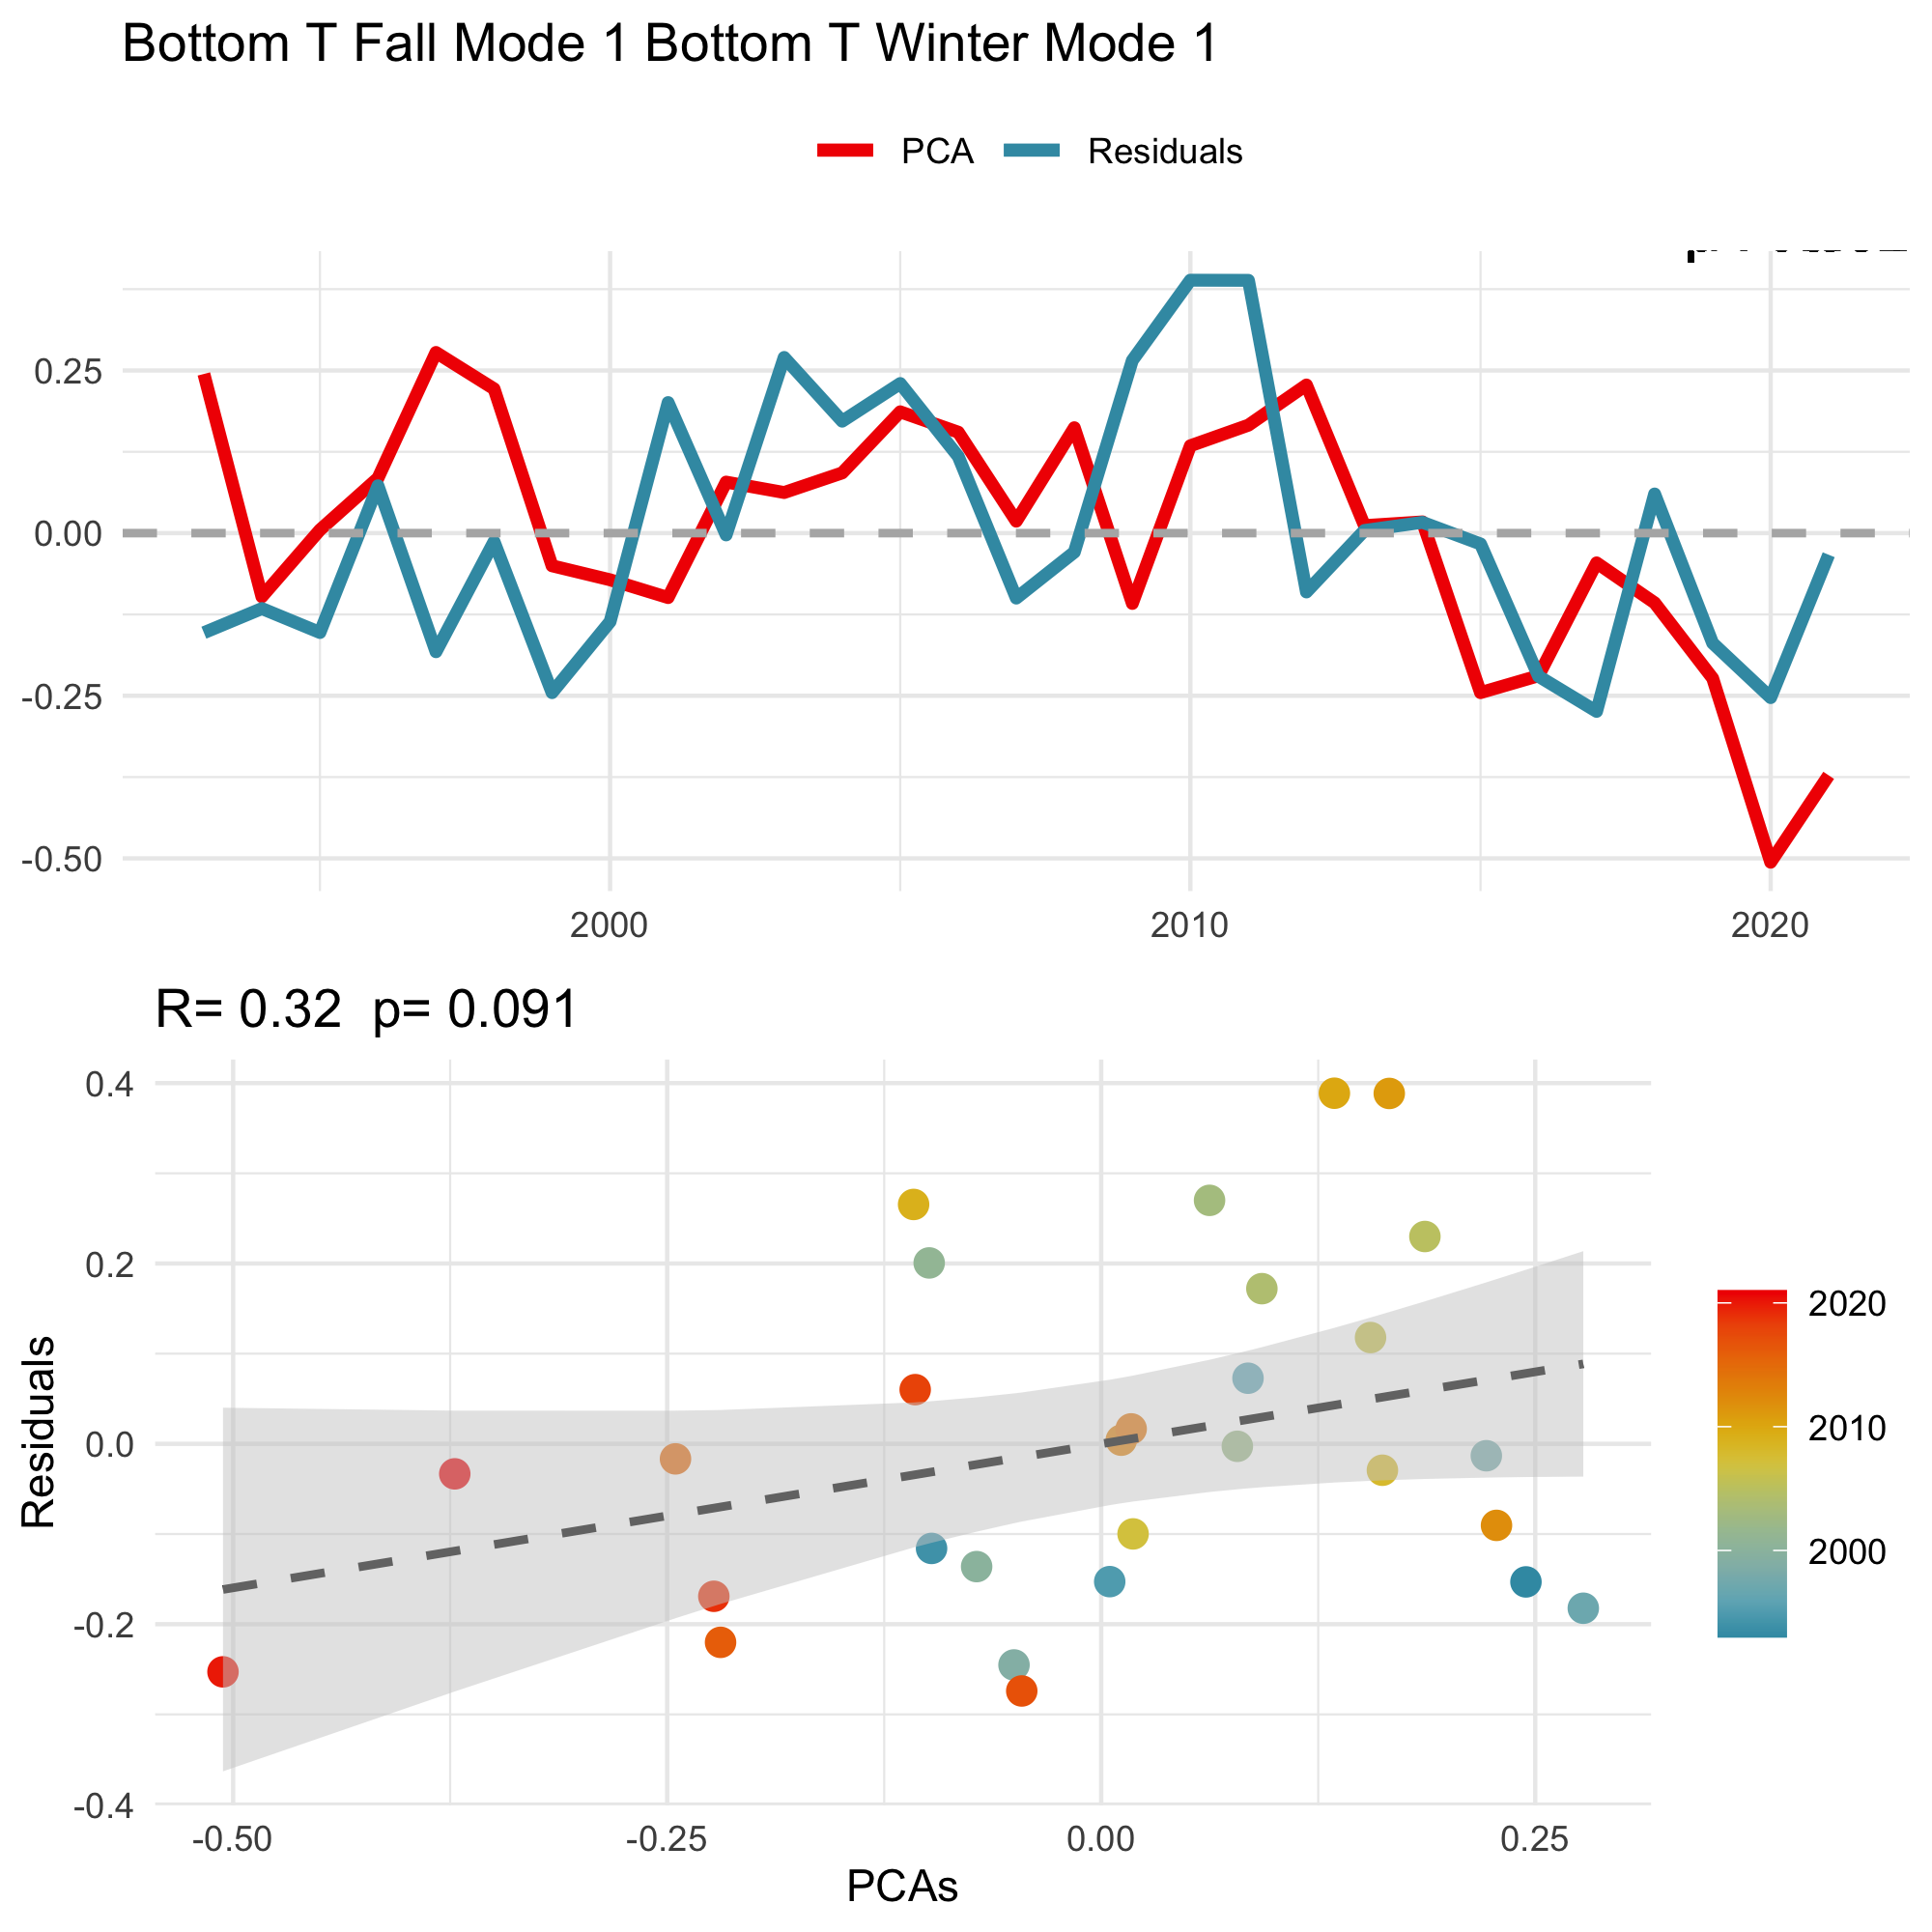 Bottom T Fall Mode 1 Bottom T Winter Mode 1
PCA Residuals
0.25
0.00
-0.25
-0.50
2000 2010 2020
R= 0.32 p= 0.091
0.4
0.2
0.0
-0.2
-0.4
Residuals
-0.50 -0.25 0.00 0.25
PCAs
2020
2010
2000